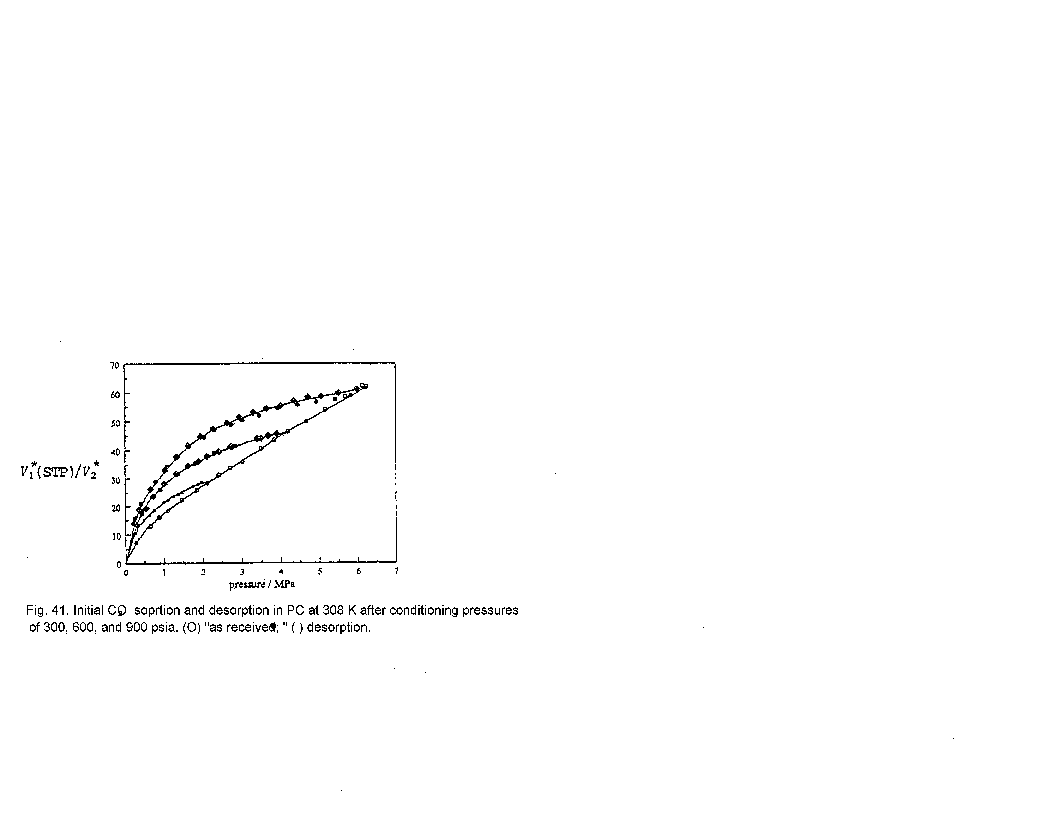 70
60
50
40
30
20
10
0
V₁*(STP)/V₂*
0 1 2 3 4 5 6 7
pressure / MPa
Fig. 41. Initial CO soprtion and desorption in PC at 308 K after conditioning pressures
of 300, 600, and 900 psia. (O) "as received; " ( ) desorption.